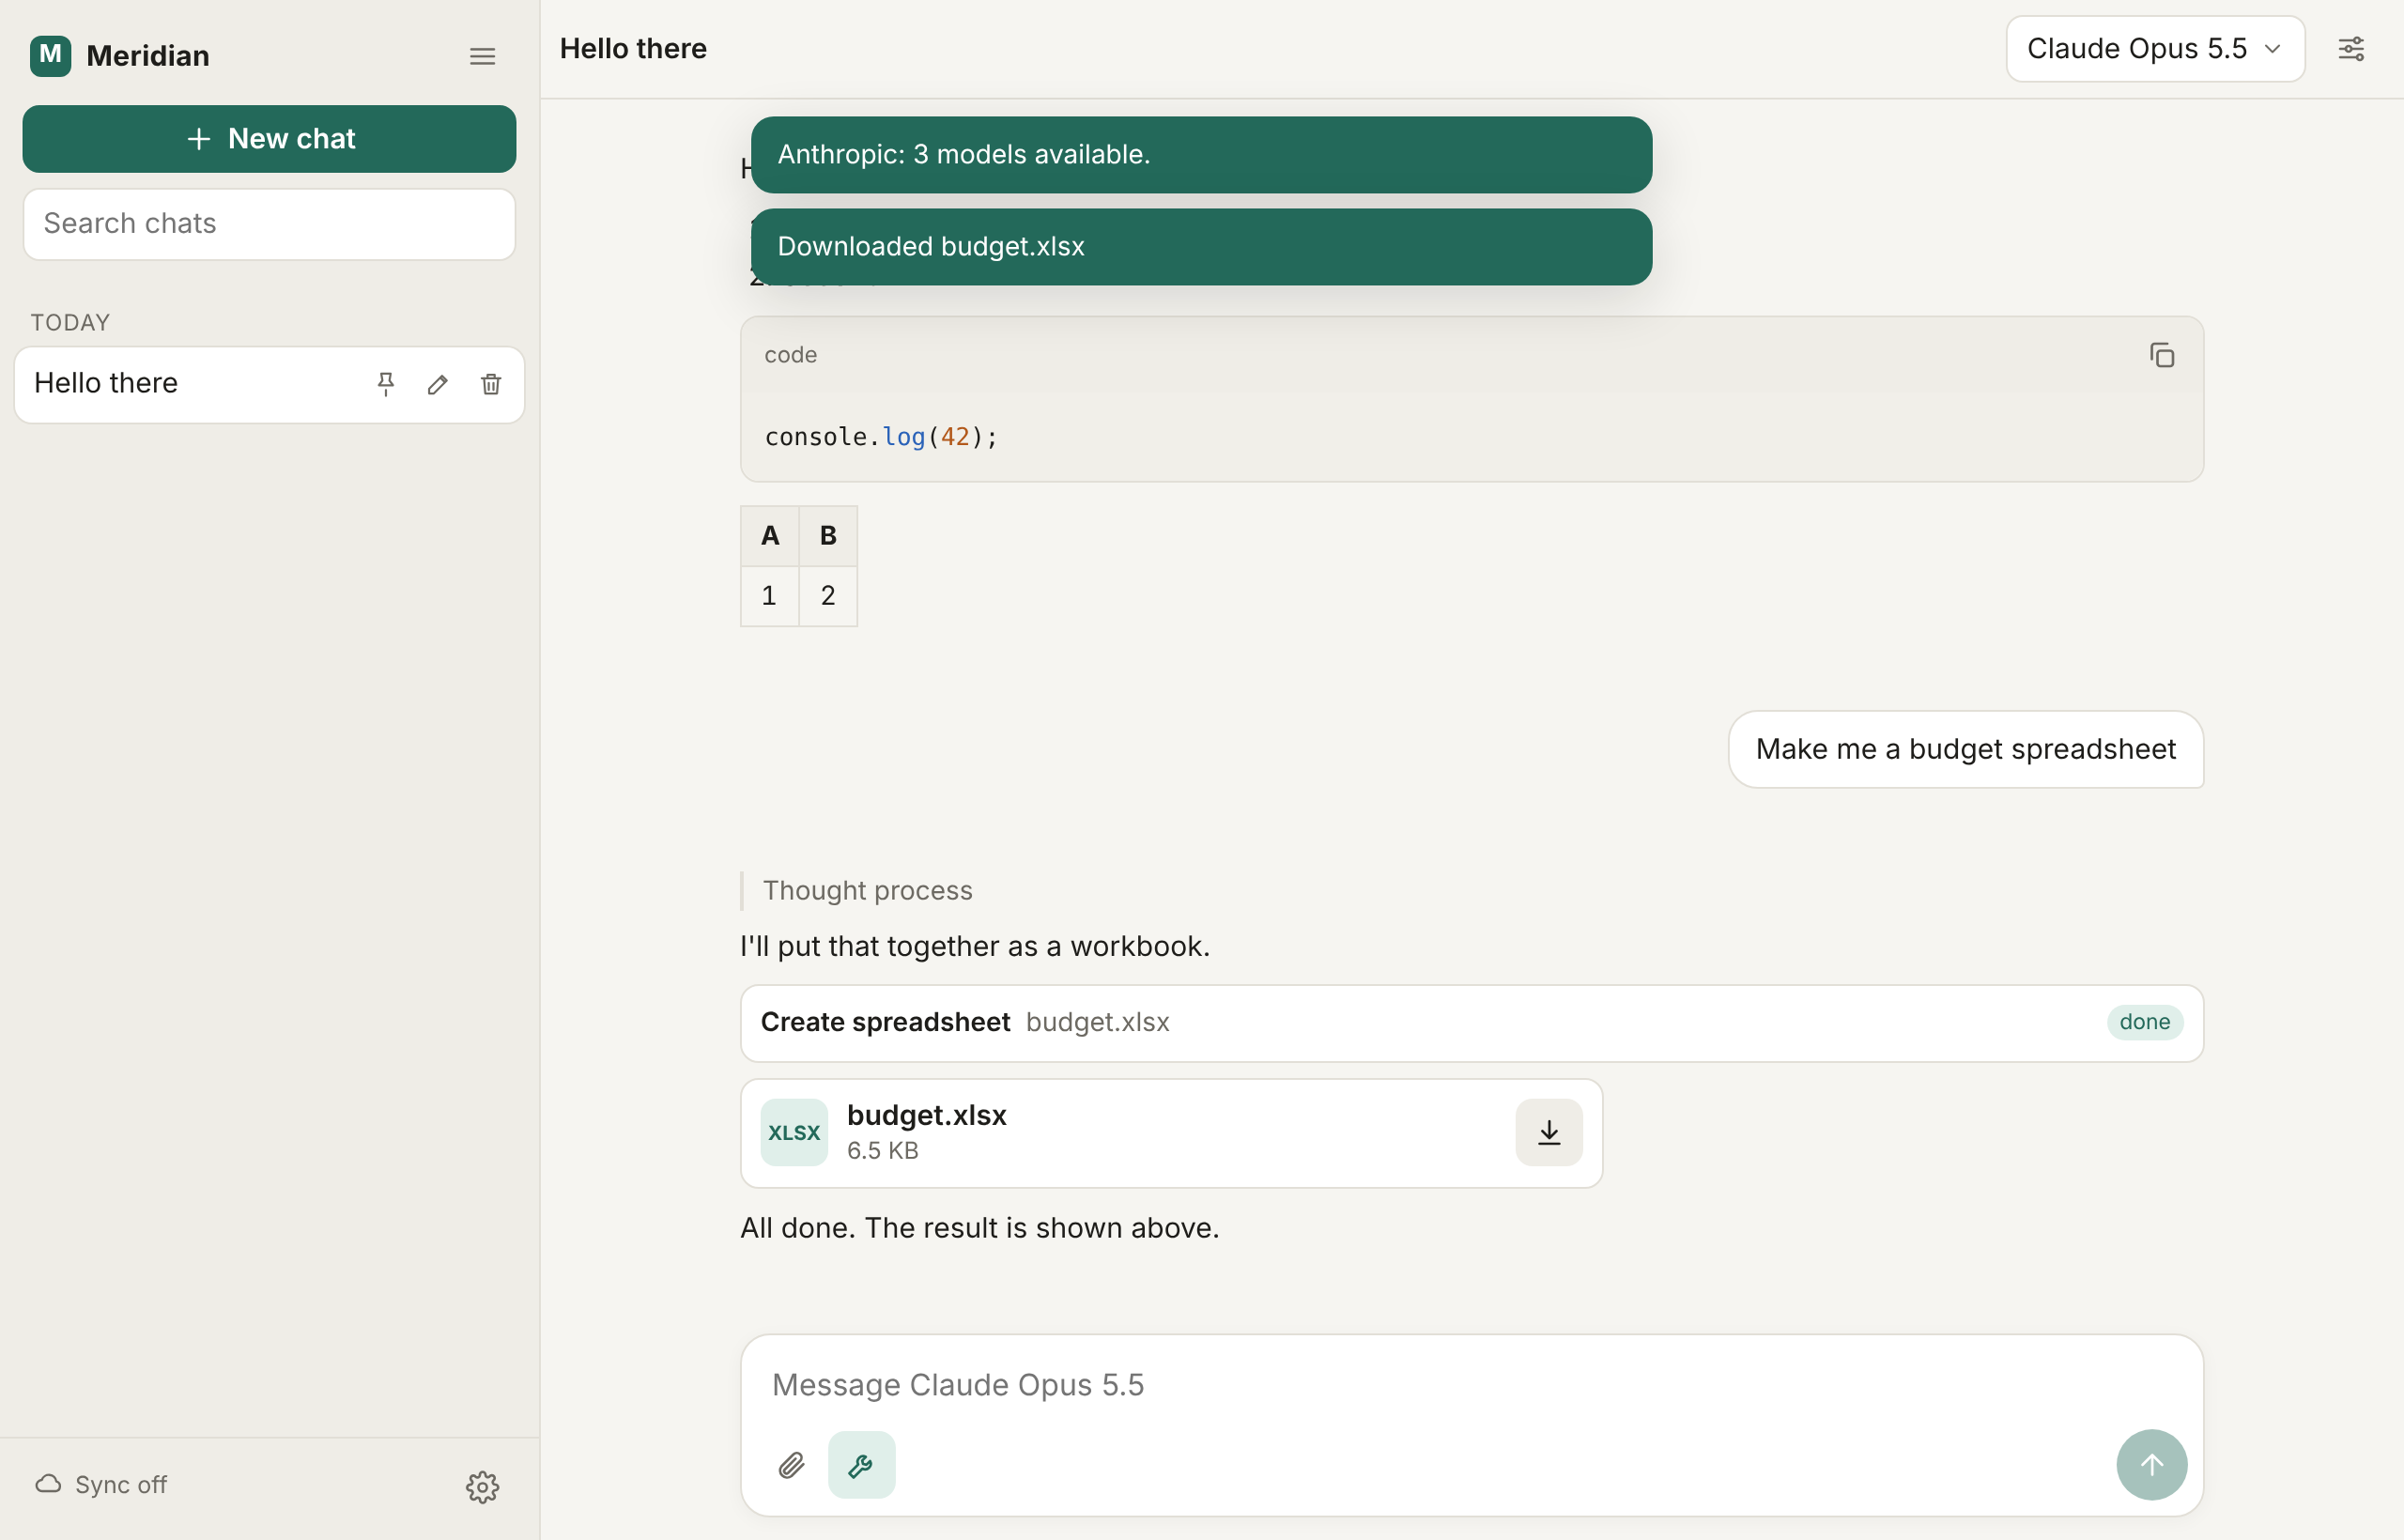 M Meridian
New chat
Search chats
TODAY
Hello there
Sync off
Hello there
Claude Opus 5.5
Anthropic: 3 models available.
Downloaded budget.xlsx
code
console.log(42);
A B
1 2
Make me a budget spreadsheet
Thought process
I'll put that together as a workbook.
Create spreadsheet budget.xlsx done
XLSX budget.xlsx
6.5 KB
All done. The result is shown above.
Message Claude Opus 5.5